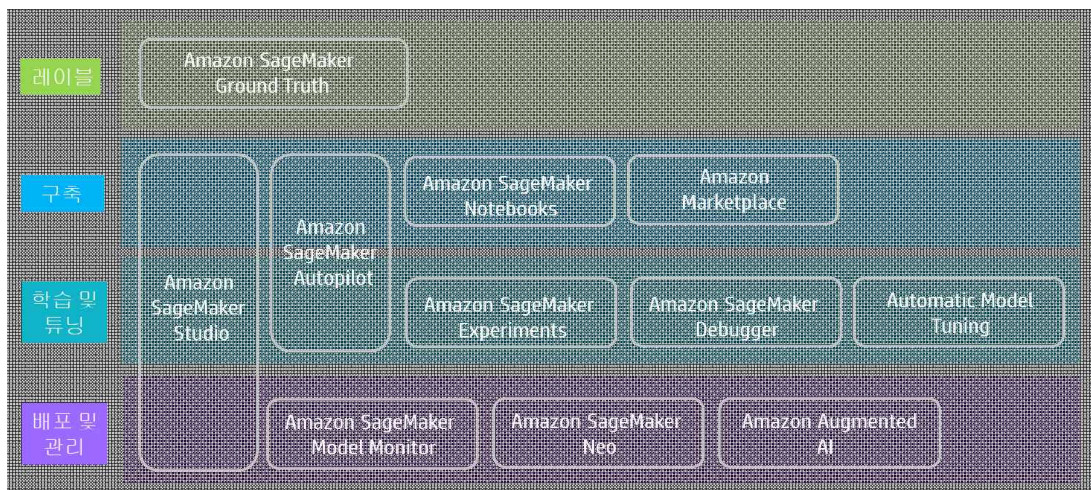 레이블
Amazon SageMaker
Ground Truth
구축
Amazon SageMaker
Notebooks
Amazon
Marketplace
Amazon
SageMaker
Autopilot
Amazon
SageMaker
Studio
학습 및
튜닝
Amazon SageMaker
Experiments
Amazon SageMaker
Debugger
Automatic Model
Tuning
배포 및
관리
Amazon SageMaker
Model Monitor
Amazon SageMaker
Neo
Amazon Augmented
AI